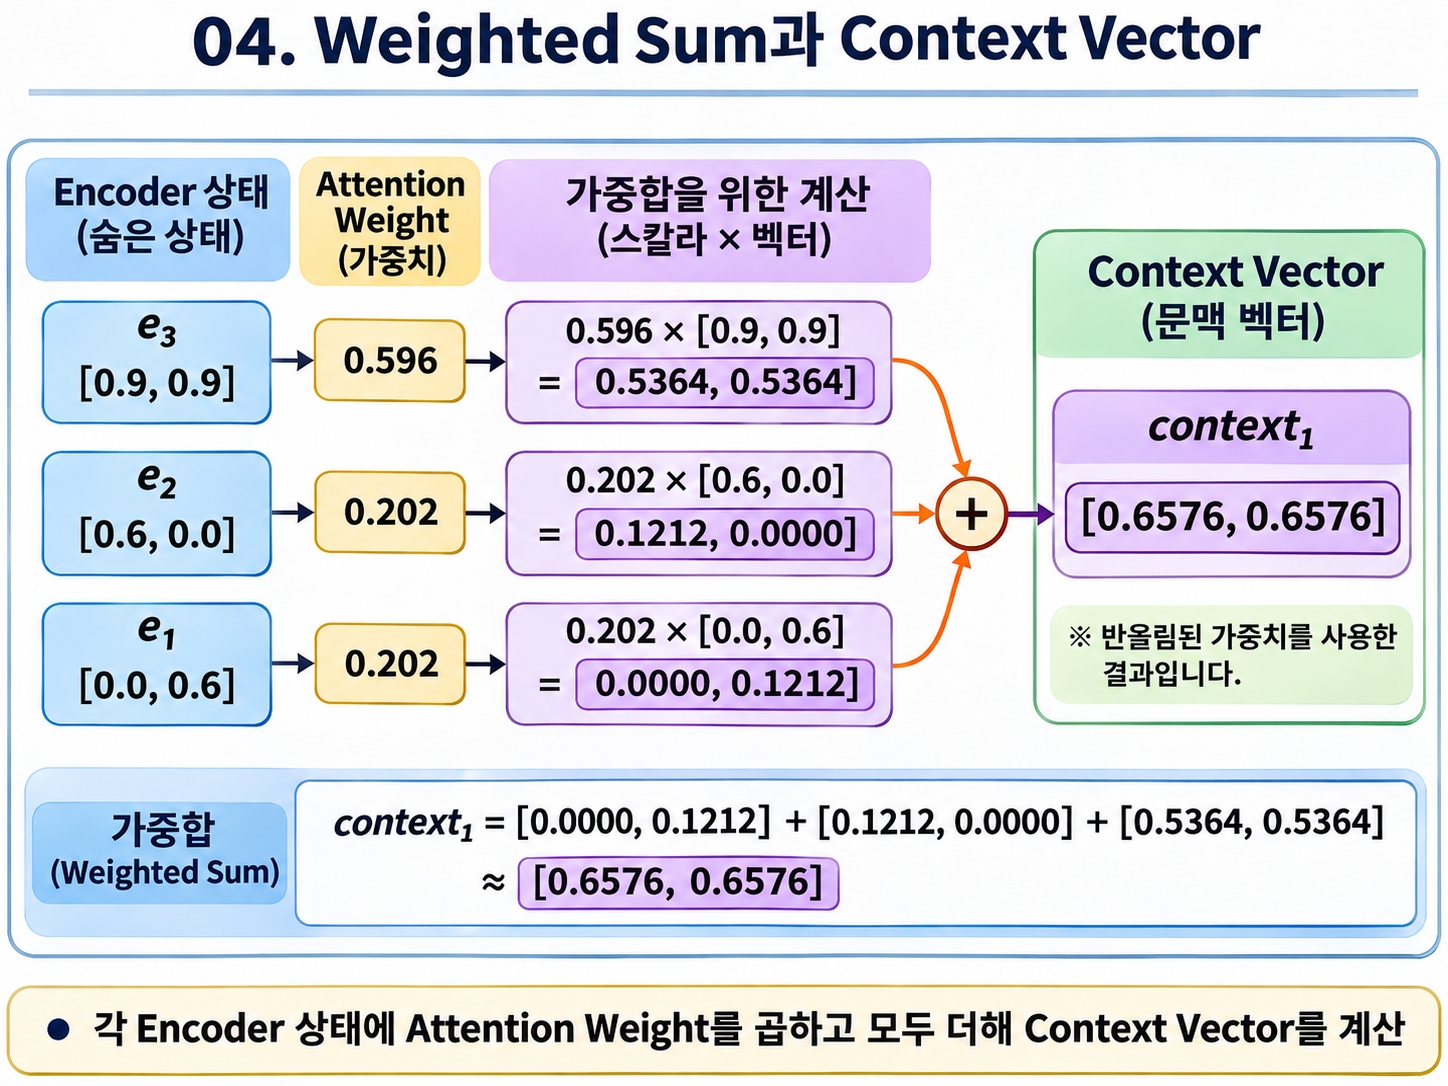 04. Weighted Sum과 Context Vector
Encoder 상태
(숨은 상태)
Attention
Weight
(가중치)
가중합을 위한 계산
(스칼라 × 벡터)
Context Vector
(문맥 벡터)
e₃
[0.9, 0.9]
0.596
0.596 × [0.9, 0.9]
= 0.5364, 0.5364]
e₂
[0.6, 0.0]
0.202
0.202 × [0.6, 0.0]
= 0.1212, 0.0000]
e₁
[0.0, 0.6]
0.202
0.202 × [0.0, 0.6]
= 0.0000, 0.1212]
+
context₁
[0.6576, 0.6576]
※ 반올림된 가중치를 사용한
결과입니다.
가중합
(Weighted Sum)
context₁ = [0.0000, 0.1212] + [0.1212, 0.0000] + [0.5364, 0.5364]
≈ [0.6576, 0.6576]
● 각 Encoder 상태에 Attention Weight를 곱하고 모두 더해 Context Vector를 계산